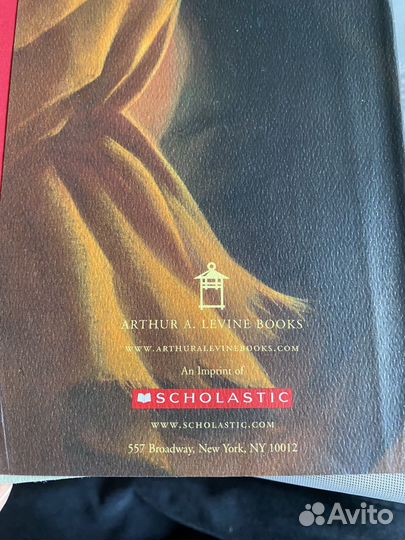 ARTHUR A. LEVINE BOOKS
WWW.ARTHURALEVINEBOOKS.COM
An Imprint of
SCHOLASTIC
WWW.SCHOLASTIC.COM
557 Broadway, New York, NY 10012
Avito